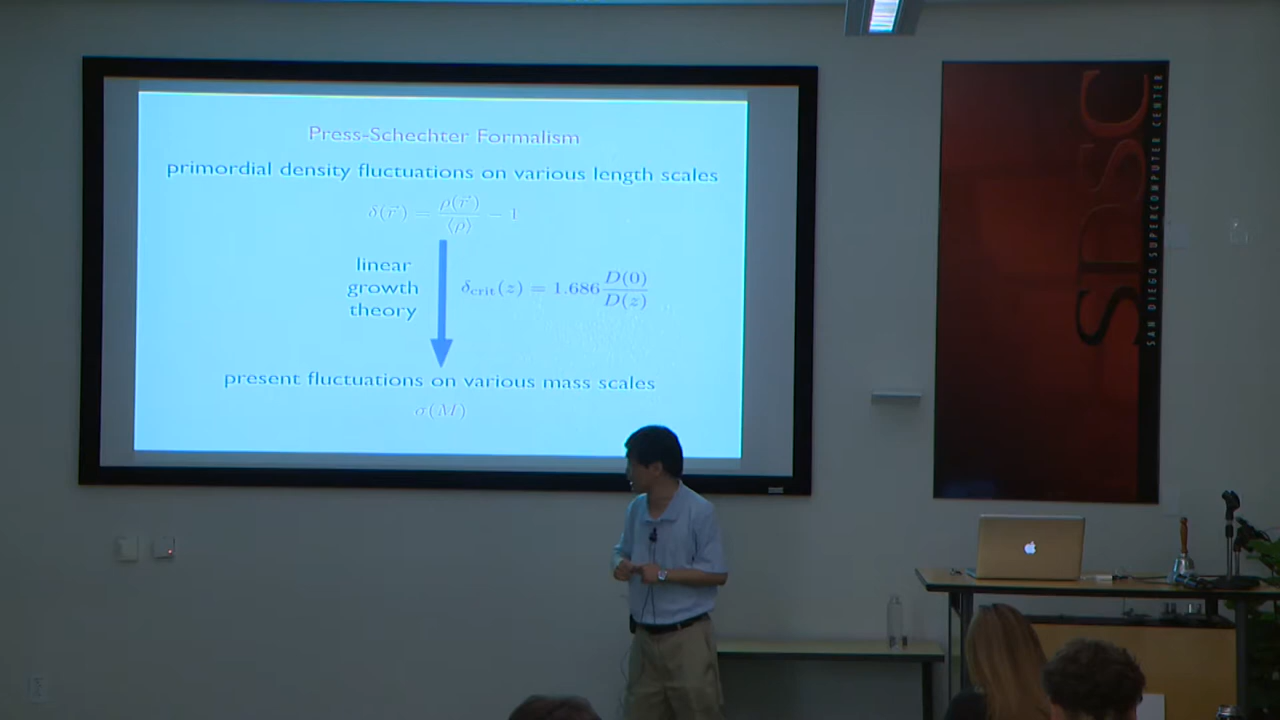 Press-Schechter Formalism
primordial density fluctuations on various length scales
δ(r⃗) = ρ(r⃗)/⟨ρ⟩ − 1
linear
growth
theory
δcrit(z) = 1.686 D(0)/D(z)
present fluctuations on various mass scales
σ(M)
SDSC
SAN DIEGO SUPERCOMPUTER CENTER